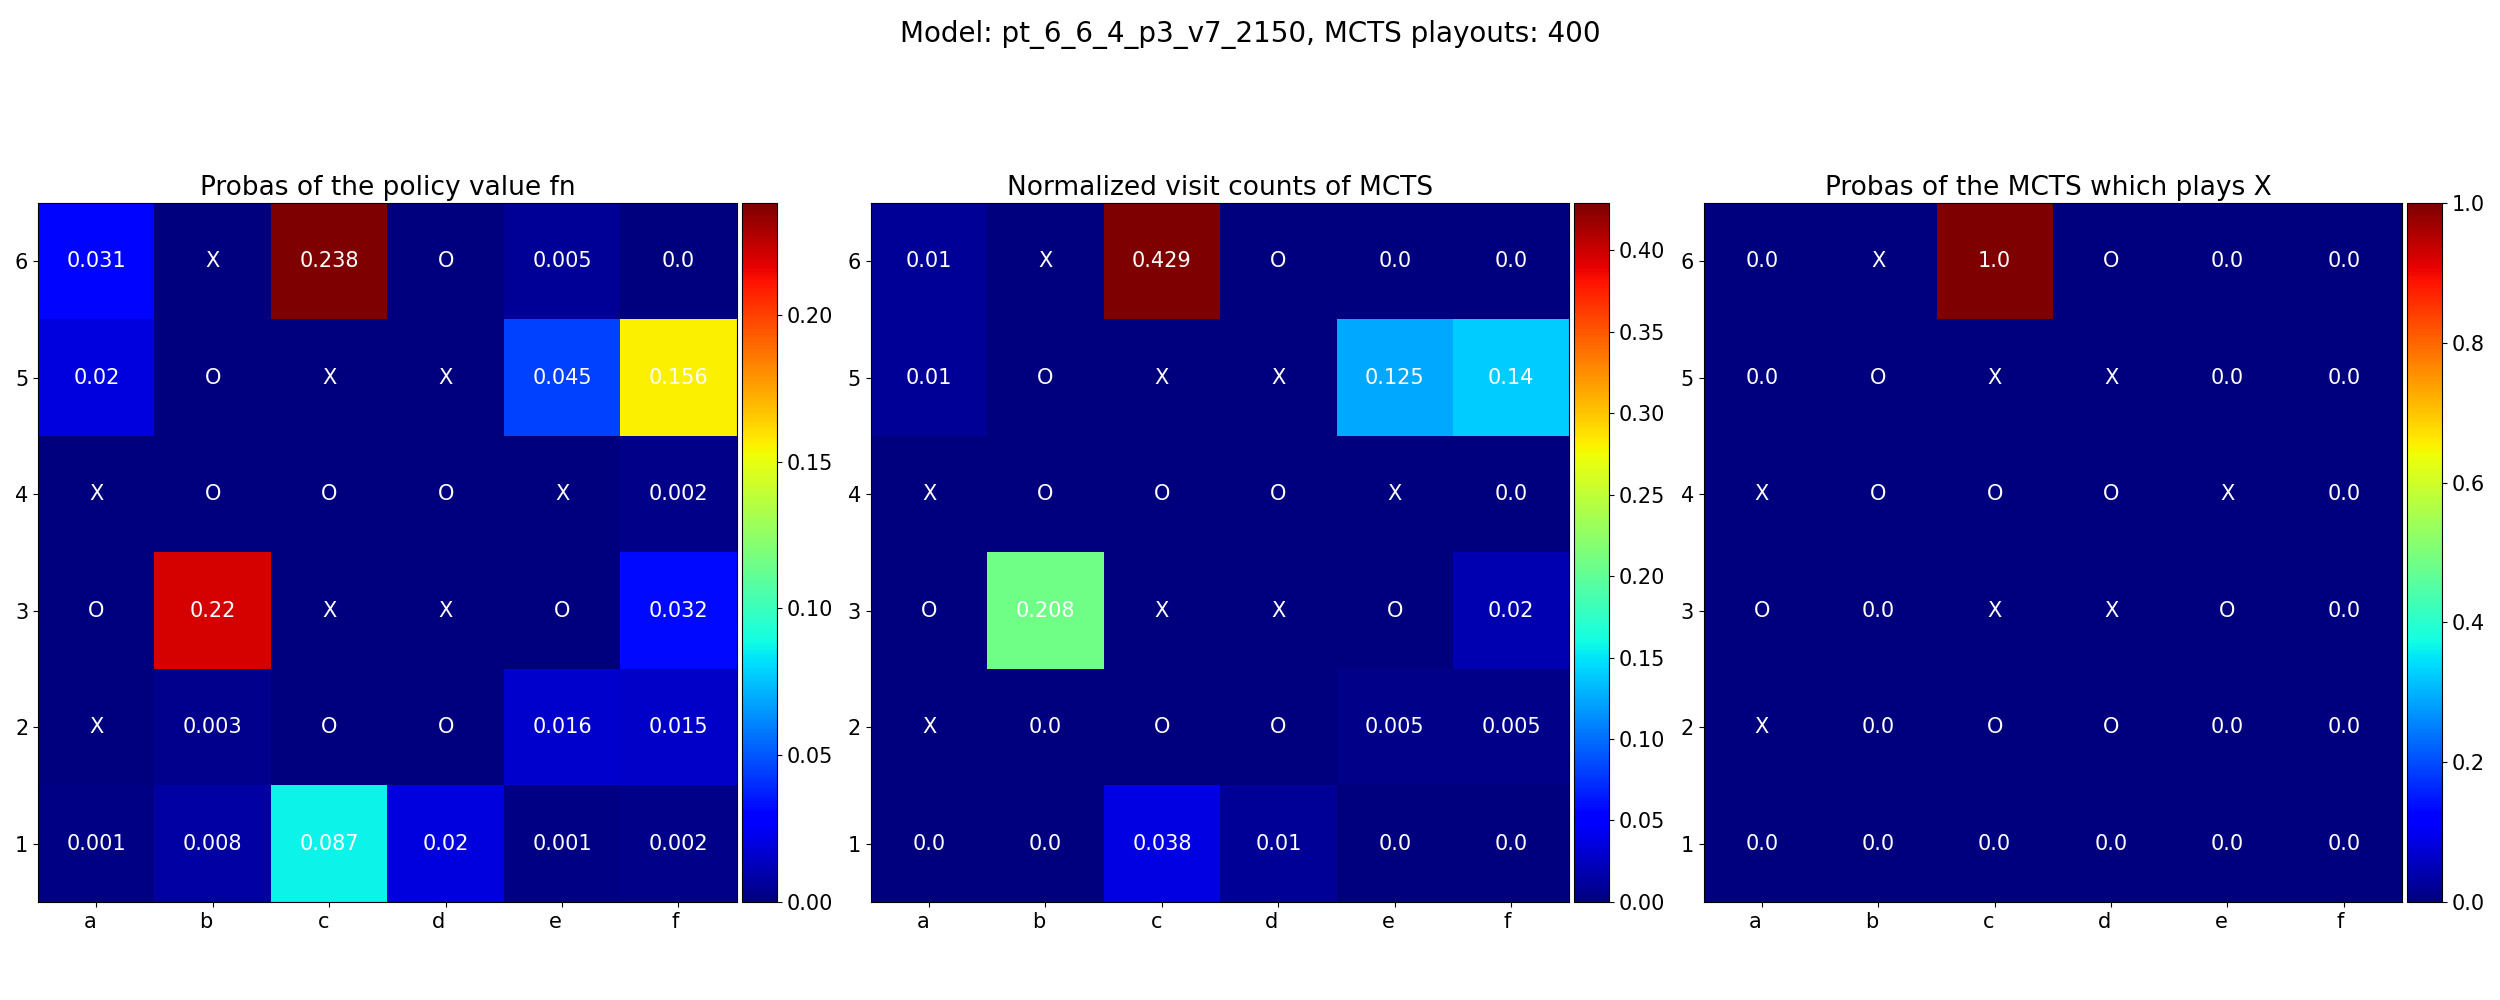 Model: pt_6_6_4_p3_v7_2150, MCTS playouts: 400
Probas of the policy value fn
6 0.031 X 0.238 O 0.005 0.0
5 0.02 O X X 0.045 0.156
4 X O O O X 0.002
3 O 0.22 X X O 0.032
2 X 0.003 O O 0.016 0.015
1 0.001 0.008 0.087 0.02 0.001 0.002
a b c d e f
0.20
0.15
0.10
0.05
0.00
Normalized visit counts of MCTS
6 0.01 X 0.429 O 0.0 0.0
5 0.01 O X X 0.125 0.14
4 X O O O X 0.0
3 O 0.208 X X O 0.02
2 X 0.0 O O 0.005 0.005
1 0.0 0.0 0.038 0.01 0.0 0.0
a b c d e f
0.40
0.35
0.30
0.25
0.20
0.15
0.10
0.05
0.00
Probas of the MCTS which plays X
6 0.0 X 1.0 O 0.0 0.0
5 0.0 O X X 0.0 0.0
4 X O O O X 0.0
3 O 0.0 X X O 0.0
2 X 0.0 O O 0.0 0.0
1 0.0 0.0 0.0 0.0 0.0 0.0
a b c d e f
1.0
0.8
0.6
0.4
0.2
0.0